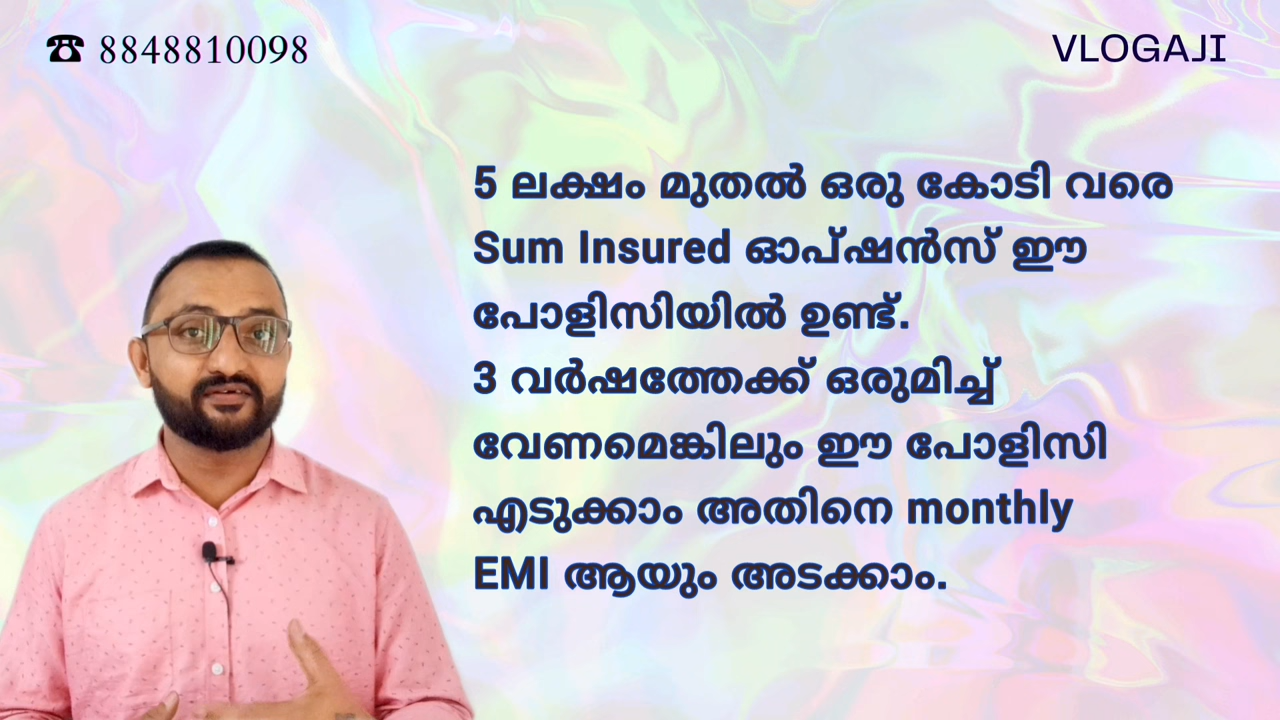 ☎ 8848810098
VLOGAJI
5 ലക്ഷം മുതൽ ഒരു കോടി വരെ
Sum Insured ഓപ്ഷൻസ് ഈ
പോളിസിയിൽ ഉണ്ട്.
3 വർഷത്തേക്ക് ഒരുമിച്ച്
വേണമെങ്കിലും ഈ പോളിസി
എടുക്കാം അതിനെ monthly
EMI ആയും അടക്കാം.